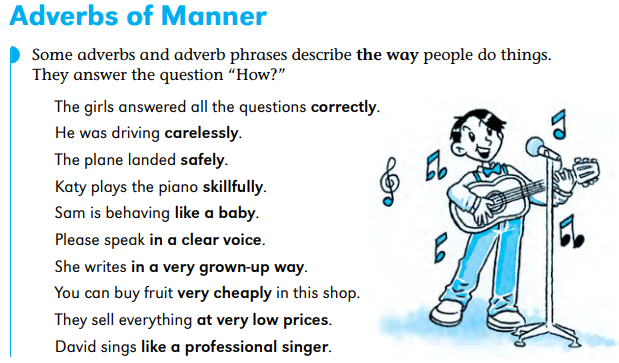 Adverbs of Manner
Some adverbs and adverb phrases describe the way people do things.
They answer the question “How?”
The girls answered all the questions correctly.
He was driving carelessly.
The plane landed safely.
Katy plays the piano skillfully.
Sam is behaving like a baby.
Please speak in a clear voice.
She writes in a very grown-up way.
You can buy fruit very cheaply in this shop.
They sell everything at very low prices.
David sings like a professional singer.